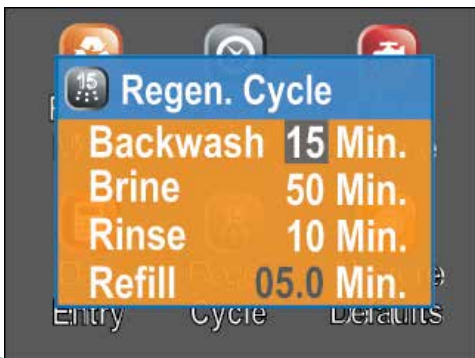 15 Regen. Cycle
Backwash 15 Min.
Brine 50 Min.
Rinse 10 Min.
Refill 05.0 Min.
Entry Cycle Defaults